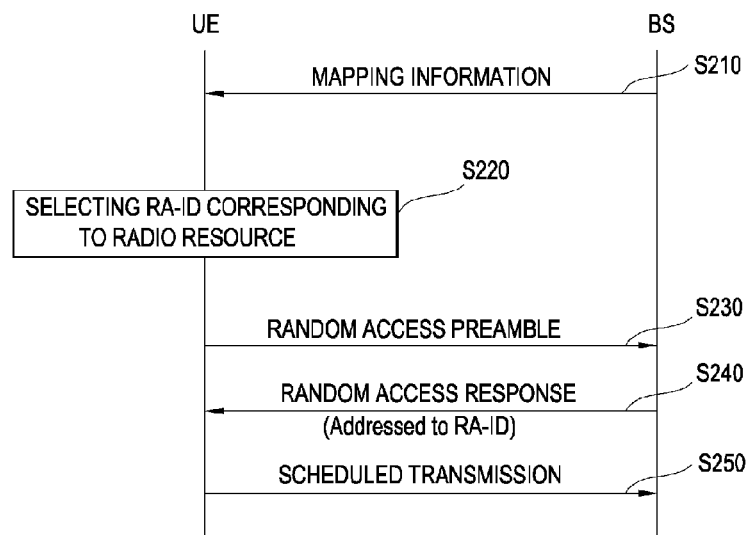 UE
BS
MAPPING INFORMATION
S210
S220
SELECTING RA-ID CORRESPONDING
TO RADIO RESOURCE
RANDOM ACCESS PREAMBLE
S230
RANDOM ACCESS RESPONSE
S240
(Addressed to RA-ID)
SCHEDULED TRANSMISSION
S250